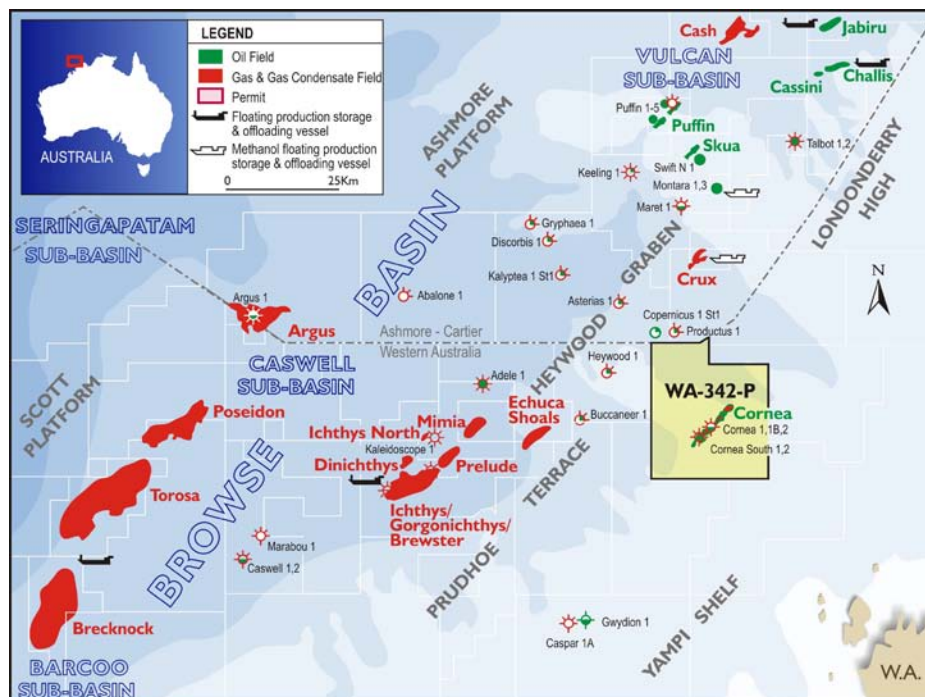 LEGEND
Oil Field
Gas & Gas Condensate Field
Permit
Floating production storage
& offloading vessel
Methanol floating production
storage & offloading vessel
0 25Km
AUSTRALIA
Cash
Jabiru
VULCAN
SUB-BASIN
Cassini
Challis
ASHMORE
PLATFORM
Puffin 1-5
Puffin
Skua
Talbot 1,2
Swift N 1
Keeling 1
Montara 1,3
Maret 1
LONDONDERRY
HIGH
SERINGAPATAM
SUB-BASIN
BASIN
Gryphaea 1
Discorbis 1
Kalyptea 1 St1
GRABEN
Crux
N
Argus 1
Abalone 1
Asterias 1
Argus
Copernicus 1 St1
Productus 1
Ashmore - Cartier
Western Australia
CASWELL
SUB-BASIN
HEYWOOD
Heywood 1
Adele 1
WA-342-P
SCOTT
PLATFORM
Poseidon
Echuca
Shoals
Mimia
Buccaneer 1
Cornea
Ichthys North
Cornea 1,1B,2
Kaleidoscope 1
Cornea South 1,2
Dinichthys
Prelude
Torosa
TERRACE
Ichthys/
Gorgonichthys/
Brewster
BROWSE
Marabou 1
Caswell 1,2
PRUDHOE
Brecknock
Caspar 1A
Gwydion 1
YAMPI SHELF
BARCOO
SUB-BASIN
W.A.